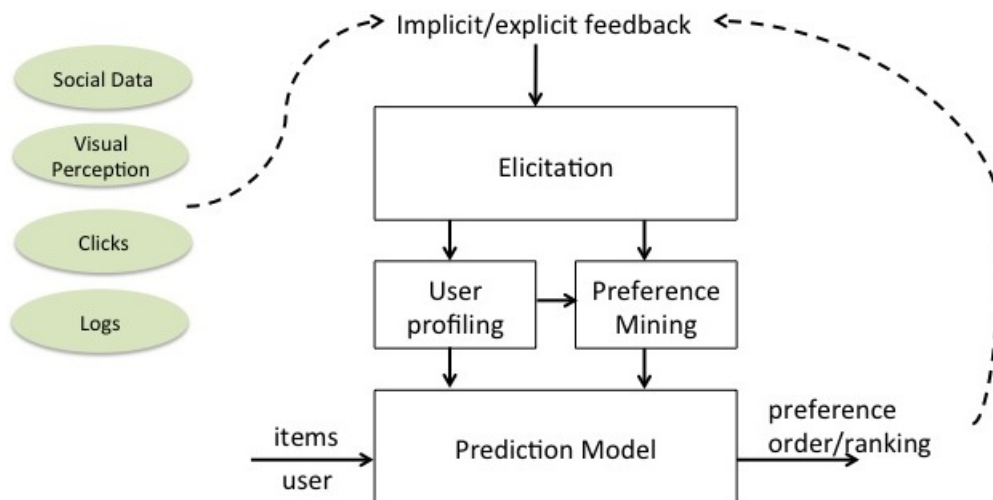 Implicit/explicit feedback
Social Data
Visual
Perception
Clicks
Logs
Elicitation
User
profiling
Preference
Mining
items
user
Prediction Model
preference
order/ranking